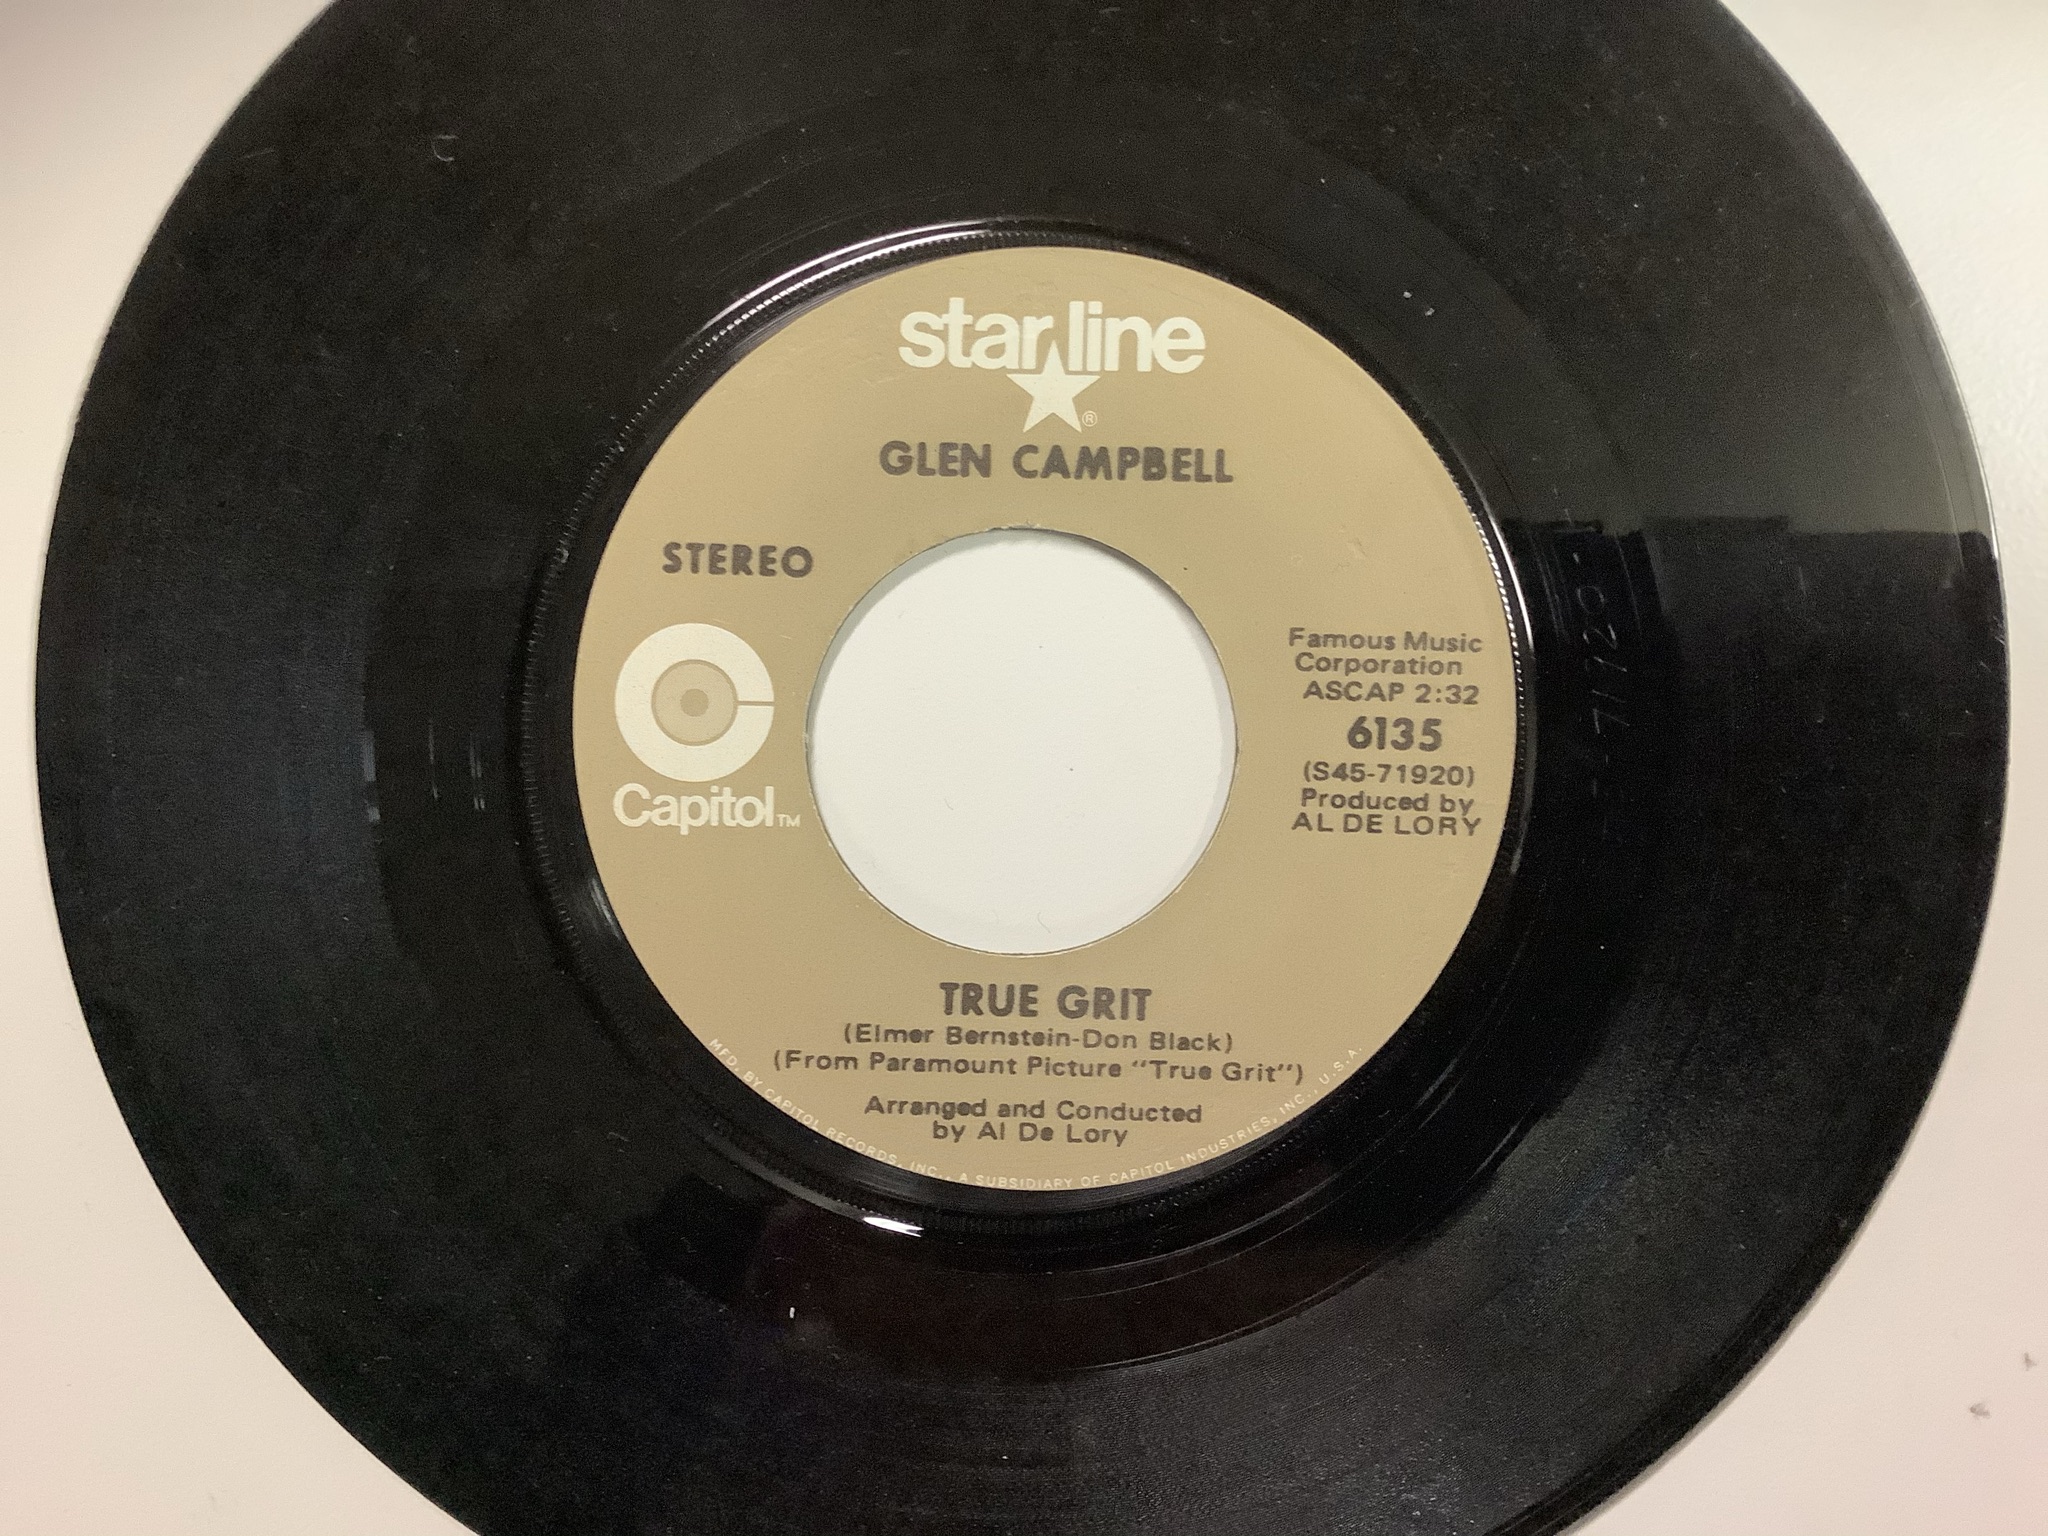 starline
®
GLEN CAMPBELL
STEREO
Capitol™
Famous Music
Corporation
ASCAP 2:32
6135
(S45-71920)
Produced by
AL DE LORY
TRUE GRIT
(Elmer Bernstein-Don Black)
(From Paramount Picture "True Grit")
Arranged and Conducted
by Al De Lory
MFD. BY CAPITOL RECORDS, INC., A SUBSIDIARY OF CAPITOL INDUSTRIES, INC., U.S.A.